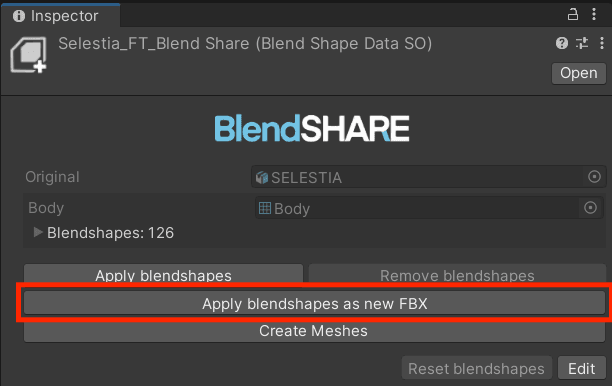 Inspector
Selestia_FT_Blend Share (Blend Shape Data SO)
Open
BlendSHARE
Original SELESTIA
Body Body
Blendshapes: 126
Apply blendshapes Remove blendshapes
Apply blendshapes as new FBX
Create Meshes
Reset blendshapes Edit